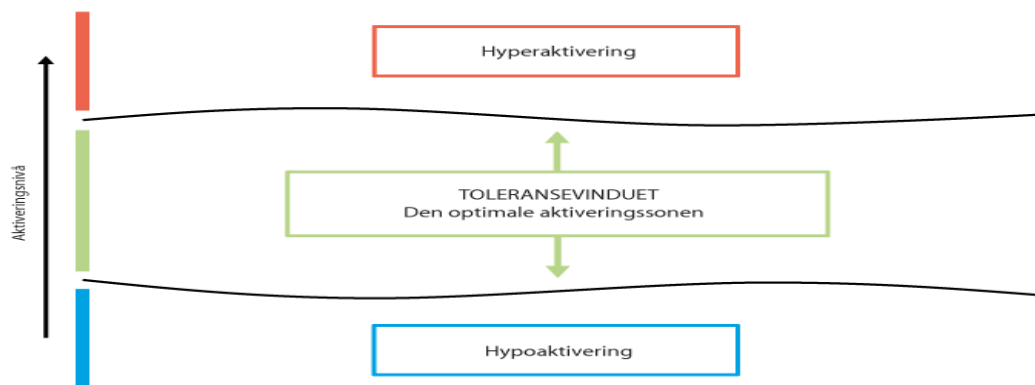 Hyperaktivering
Aktiveringsnivå
TOLERANSEVINDUET
Den optimale aktiveringssonen
Hypoaktivering